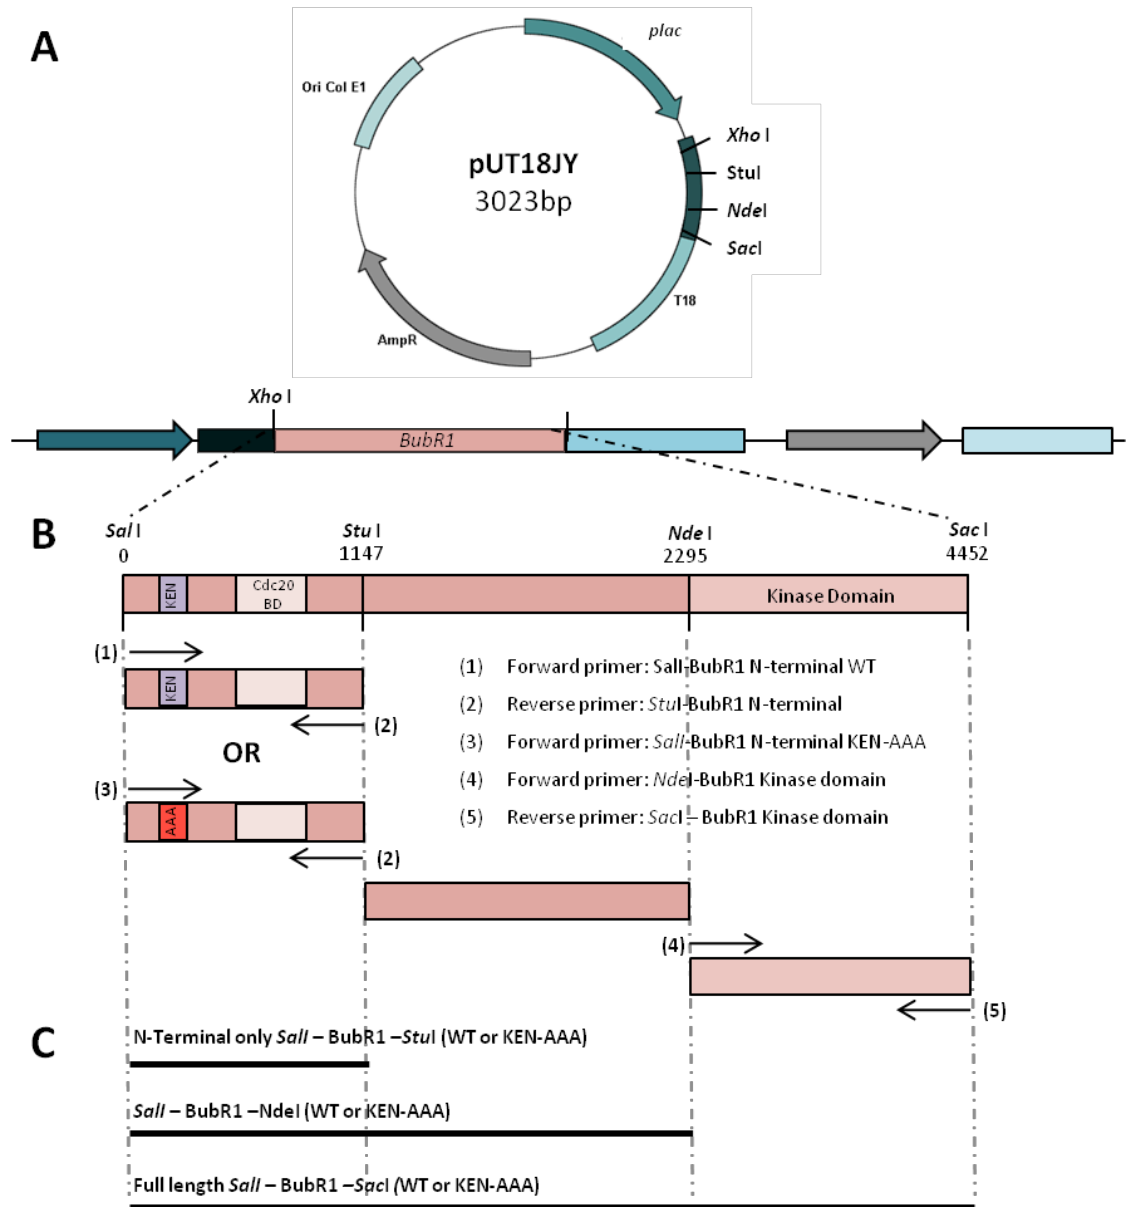 A
plac
Ori Col E1
Xho I
StuI
NdeI
SacI
pUT18JY
3023bp
T18
AmpR
Xho I
BubR1
B
Sal I
0
Stu I
1147
Nde I
2295
Sac I
4452
KEN
Cdc20
BD
Kinase Domain
(1)
KEN
(2)
OR
(3)
AAA
(2)
(1) Forward primer: SalI-BubR1 N-terminal WT
(2) Reverse primer: StuI-BubR1 N-terminal
(3) Forward primer: SalI-BubR1 N-terminal KEN-AAA
(4) Forward primer: NdeI-BubR1 Kinase domain
(5) Reverse primer: SacI – BubR1 Kinase domain
(4)
(5)
C
N-Terminal only SalI – BubR1 –StuI (WT or KEN-AAA)
SalI – BubR1 –NdeI (WT or KEN-AAA)
Full length SalI – BubR1 –SacI (WT or KEN-AAA)